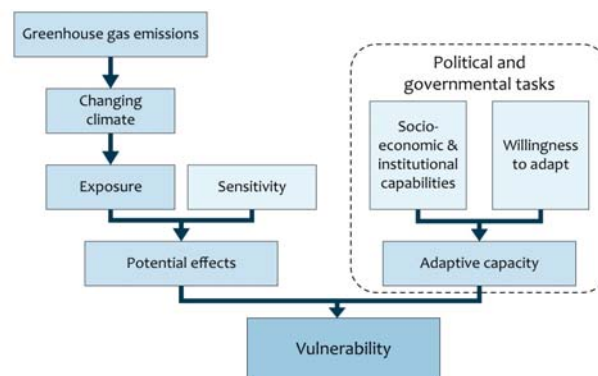 Greenhouse gas emissions
Changing
climate
Exposure
Sensitivity
Potential effects
Political and
governmental tasks
Socio-
economic &
institutional
capabilities
Willingness
to adapt
Adaptive capacity
Vulnerability